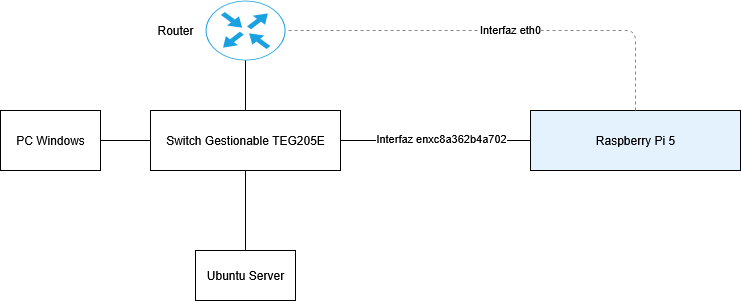 Router
Interfaz eth0
PC Windows
Switch Gestionable TEG205E
Interfaz enxc8a362b4a702
Raspberry Pi 5
Ubuntu Server